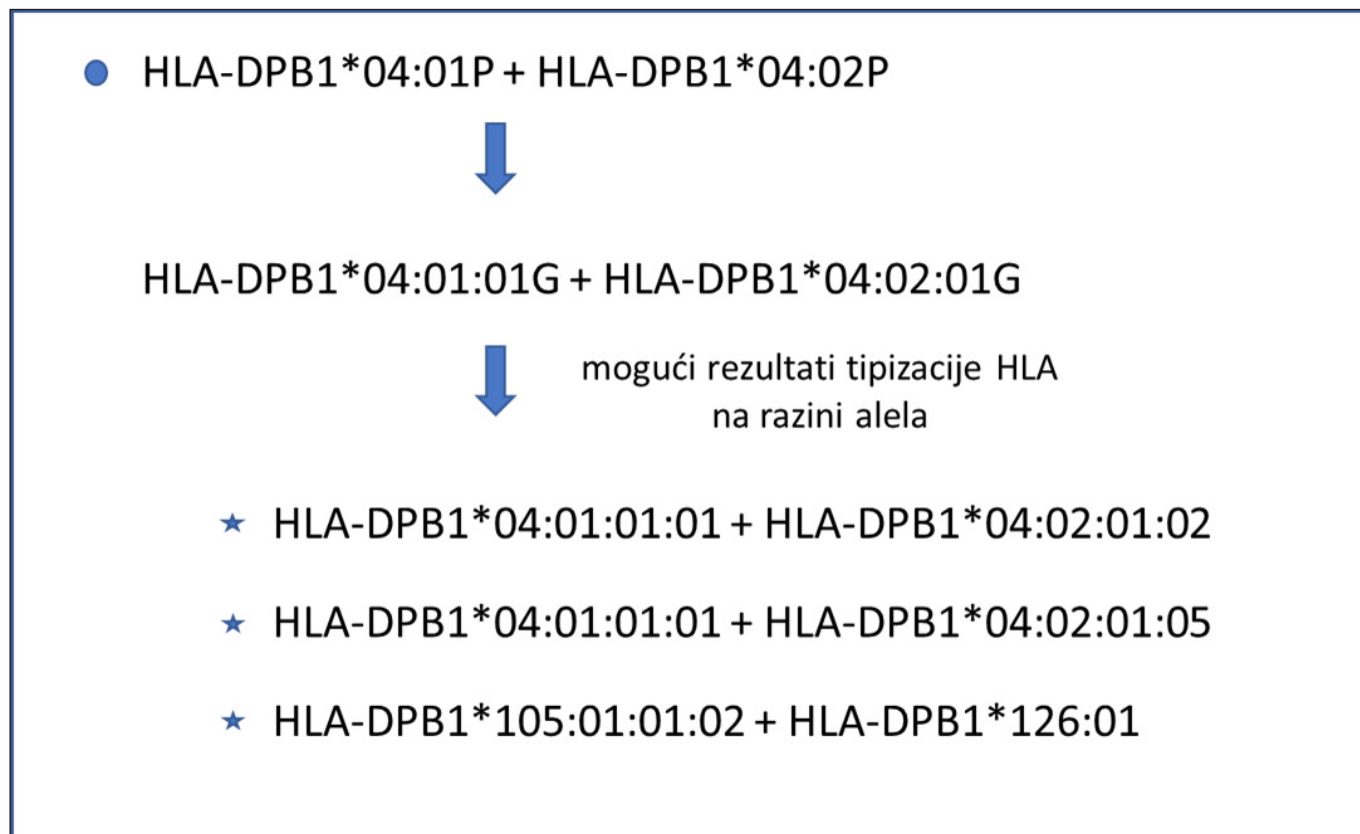 HLA-DPB1*04:01P + HLA-DPB1*04:02P
HLA-DPB1*04:01:01G + HLA-DPB1*04:02:01G
mogući rezultati tipizacije HLA
na razini alela
HLA-DPB1*04:01:01:01 + HLA-DPB1*04:02:01:02
HLA-DPB1*04:01:01:01 + HLA-DPB1*04:02:01:05
HLA-DPB1*105:01:01:02 + HLA-DPB1*126:01